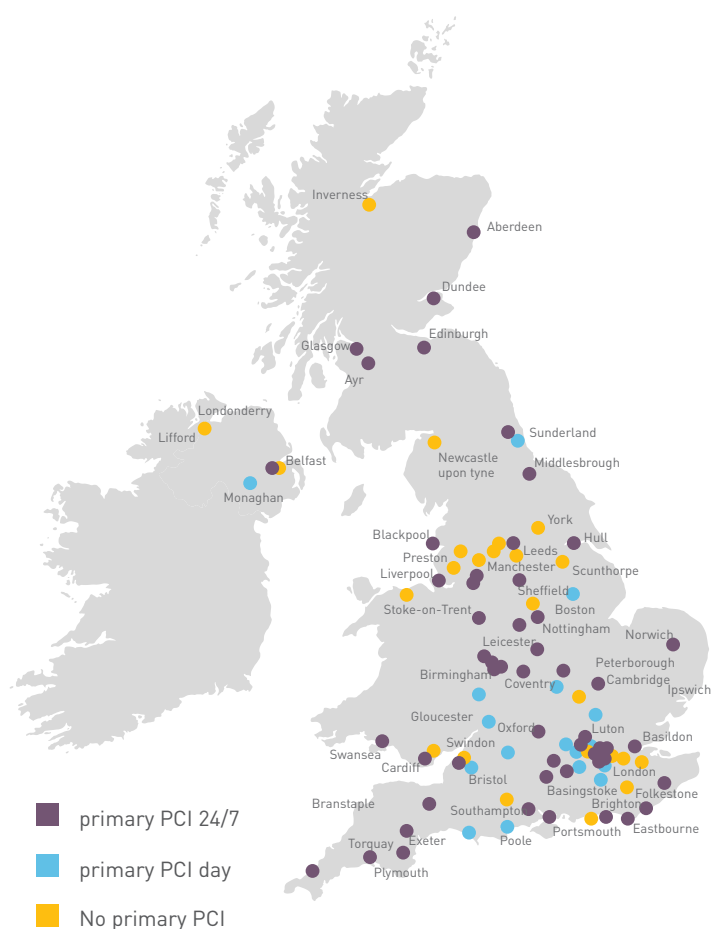 Inverness
Aberdeen
Dundee
Edinburgh
Glasgow
Ayr
Londonderry
Lifford
Sunderland
Belfast
Newcastle
upon tyne
Middlesbrough
Monaghan
York
Blackpool
Hull
Leeds
Preston
Manchester
Scunthorpe
Liverpool
Sheffield
Stoke-on-Trent
Boston
Nottingham
Norwich
Leicester
Peterborough
Birmingham
Coventry
Cambridge
Ipswich
Gloucester
Oxford
Luton
Basildon
Swindon
Swansea
Cardiff
London
Bristol
Basingstoke
Folkestone
Branstaple
Southampton
Brighton
Portsmouth
Eastbourne
Torquay
Exeter
Poole
Plymouth
primary PCI 24/7
primary PCI day
No primary PCI